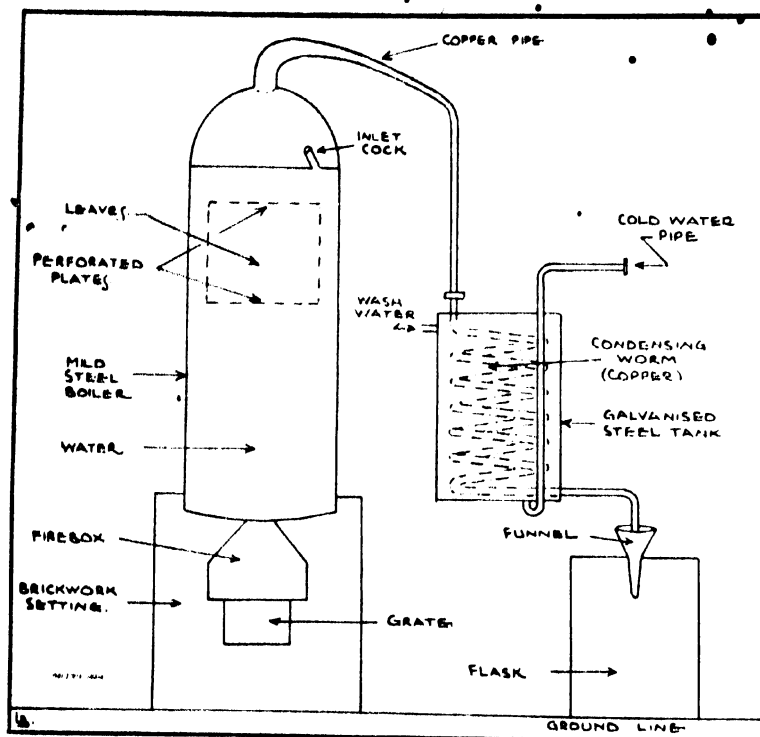 COPPER PIPE
INLET
COCK
LEAVES
PERFORATED
PLATES
COLD WATER
PIPE
WASH
WATER
MILD
STEEL
BOILER
CONDENSING
WORM
(COPPER)
GALVANISED
STEEL TANK
WATER
FIREBOX
FUNNEL
BRICKWORK
SETTING.
GRATE
FLASK
GROUND LINE